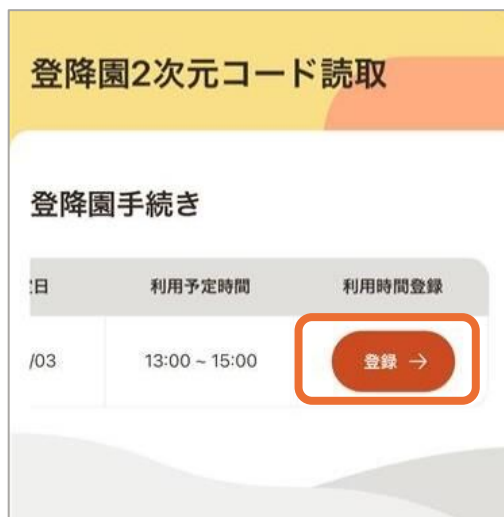 登降園2次元コード読取
登降園手続き
日 利用予定時間 利用時間登録
/03 13:00 ~ 15:00 登録 →